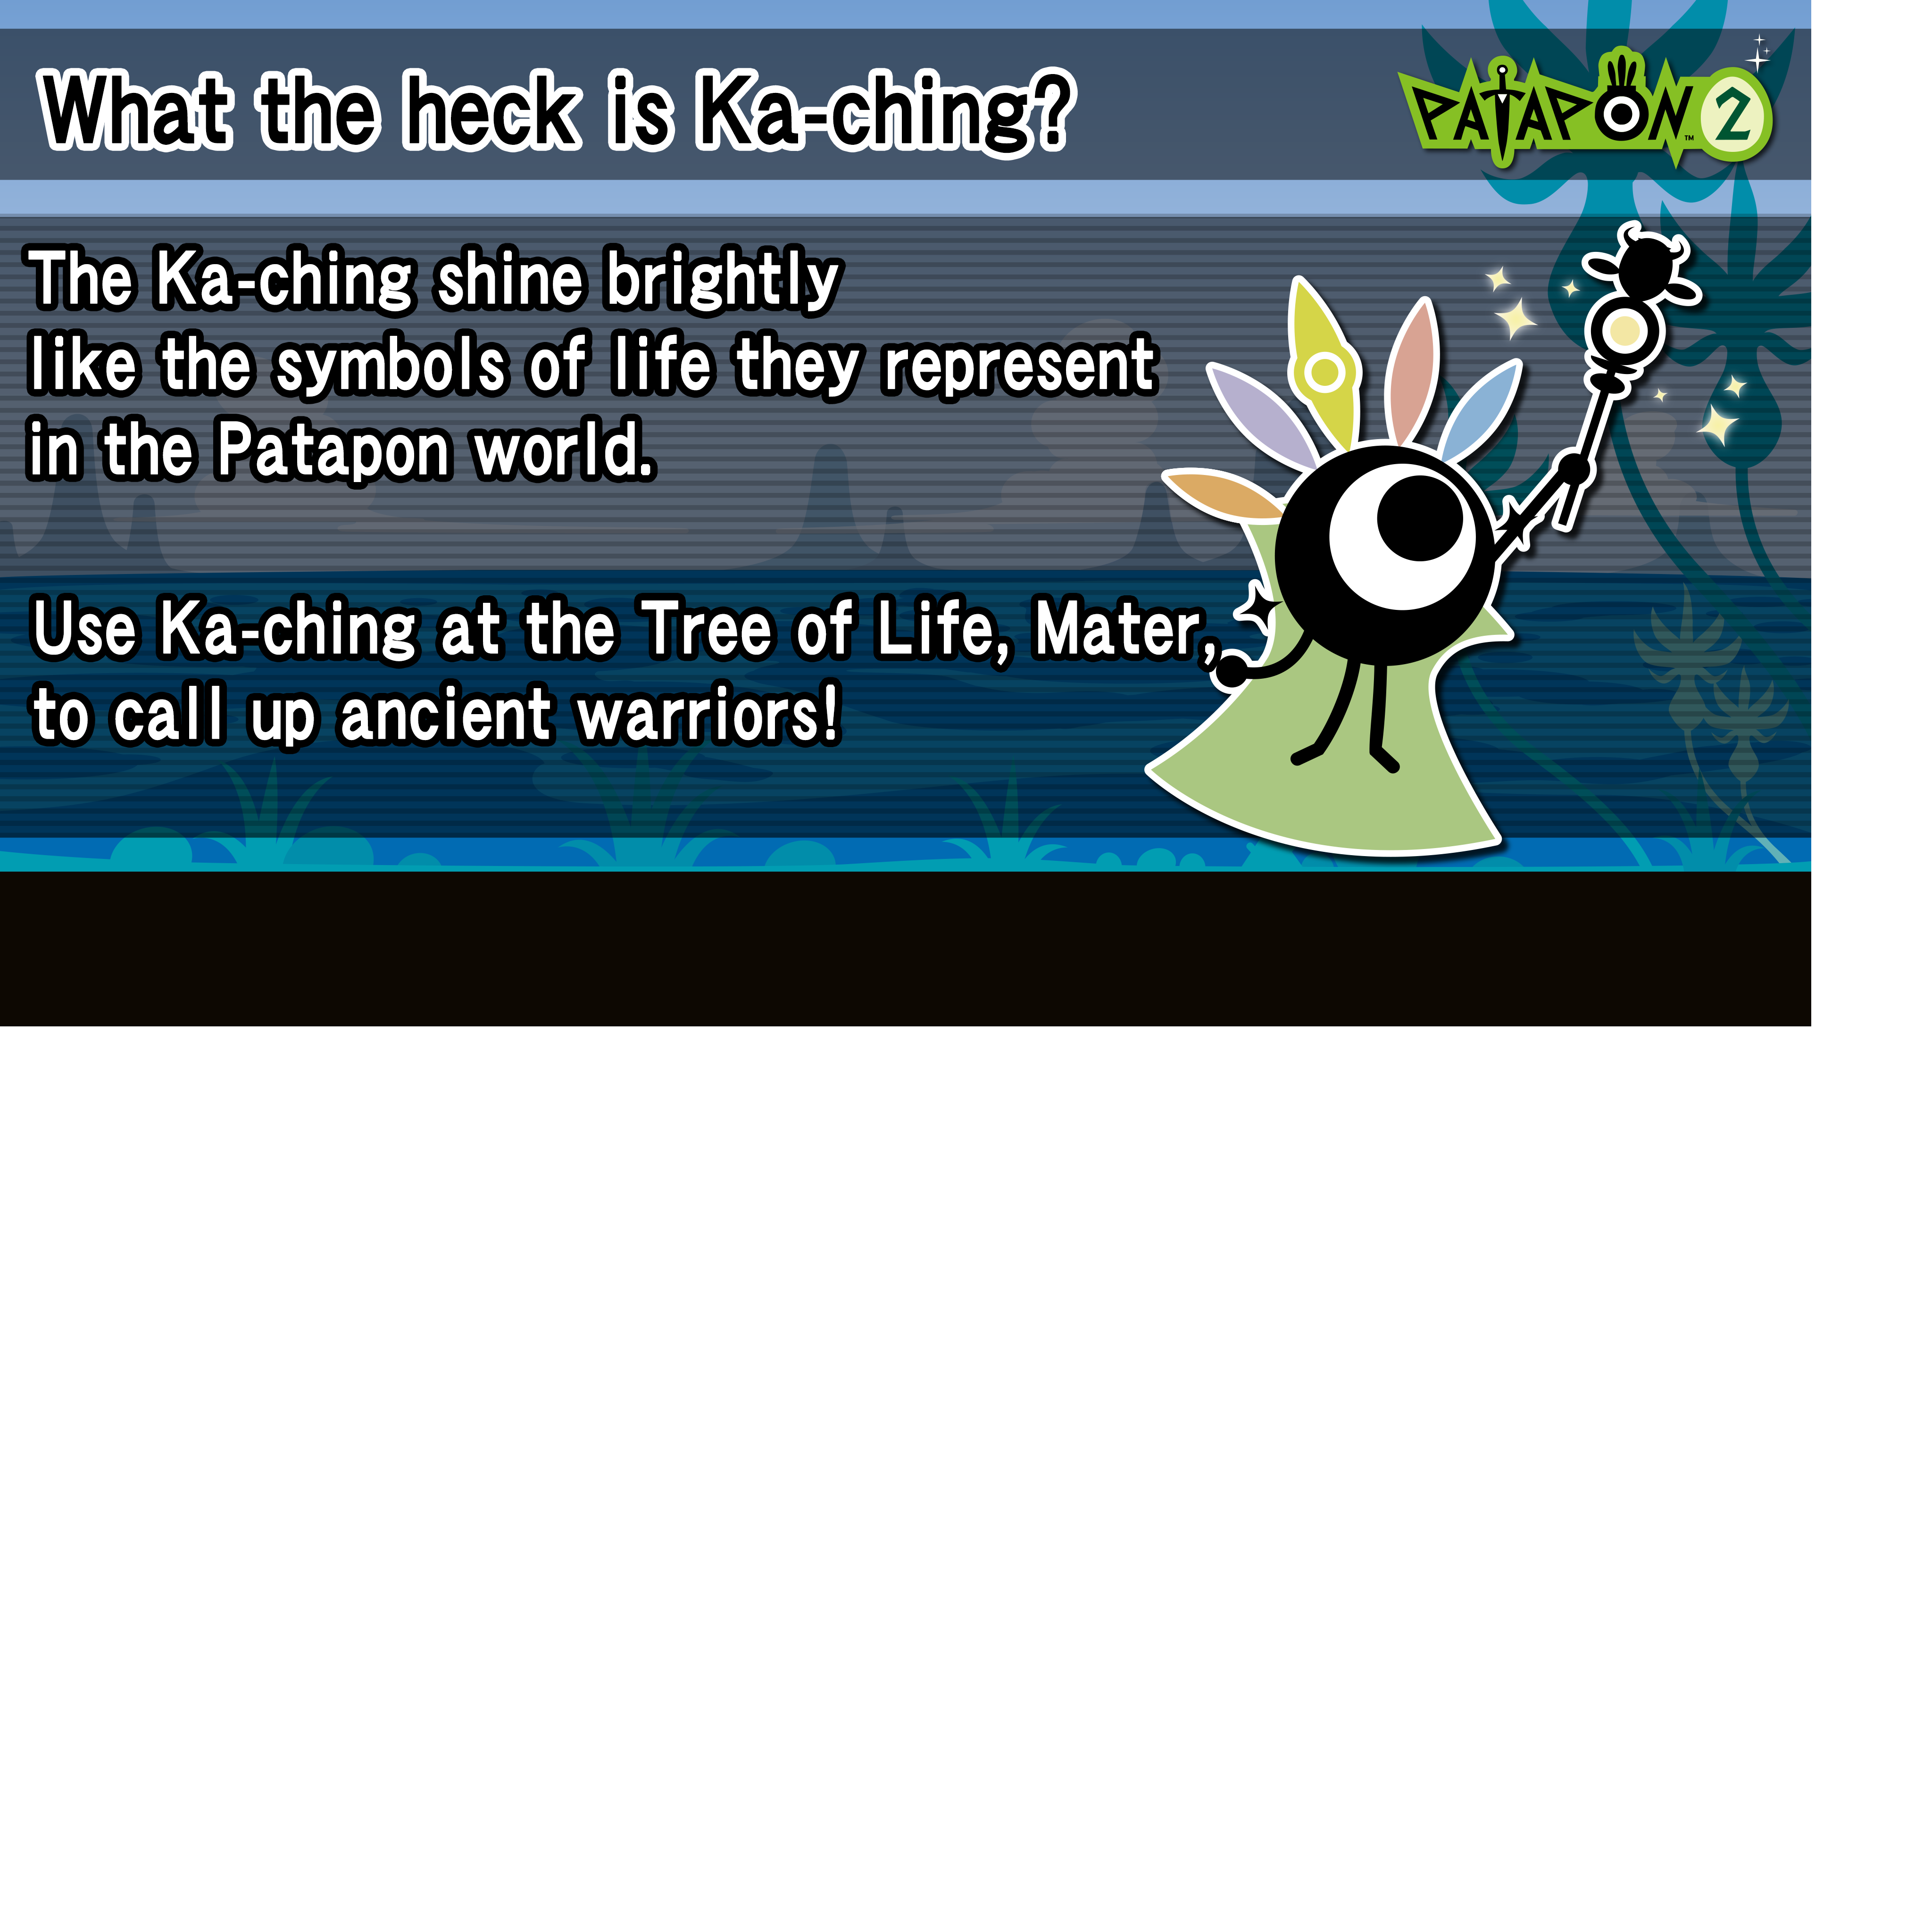 What the heck is Ka-ching?
PATAPON™ 2
The Ka-ching shine brightly
like the symbols of life they represent
in the Patapon world.
Use Ka-ching at the Tree of Life, Mater,
to call up ancient warriors!